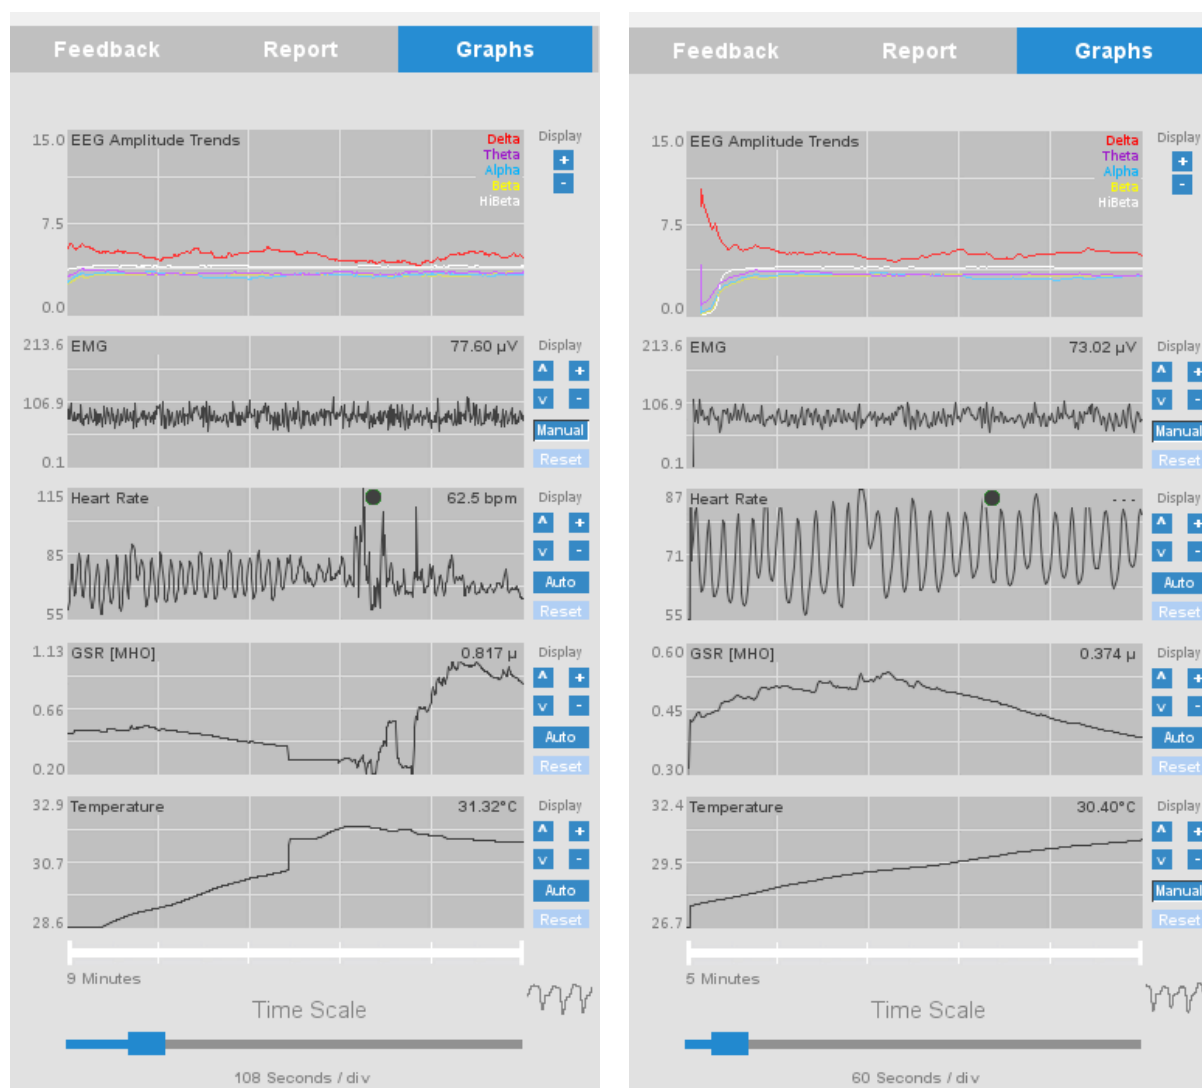 Feedback Report Graphs
15.0 EEG Amplitude Trends Delta Display
Theta +
Alpha
Beta -
HiBeta
7.5
0.0
213.6 EMG 77.60 µV Display
^ +
106.9 v -
Manual
0.1 Reset
115 Heart Rate 62.5 bpm Display
^ +
85 v -
Auto
55 Reset
1.13 GSR [MHO] 0.817 µ Display
^ +
0.66 v -
Auto
0.20 Reset
32.9 Temperature 31.32°C Display
^ +
30.7 v -
Auto
28.6 Reset
9 Minutes
Time Scale
108 Seconds / div
Feedback Report Graphs
15.0 EEG Amplitude Trends Delta Display
Theta +
Alpha
Beta -
HiBeta
7.5
0.0
213.6 EMG 73.02 µV Display
^ +
106.9 v -
Manual
0.1 Reset
87 Heart Rate - - - Display
^ +
71 v -
Auto
55 Reset
0.60 GSR [MHO] 0.374 µ Display
^ +
0.45 v -
Auto
0.30 Reset
32.4 Temperature 30.40°C Display
^ +
29.5 v -
Manual
26.7 Reset
5 Minutes
Time Scale
60 Seconds / div